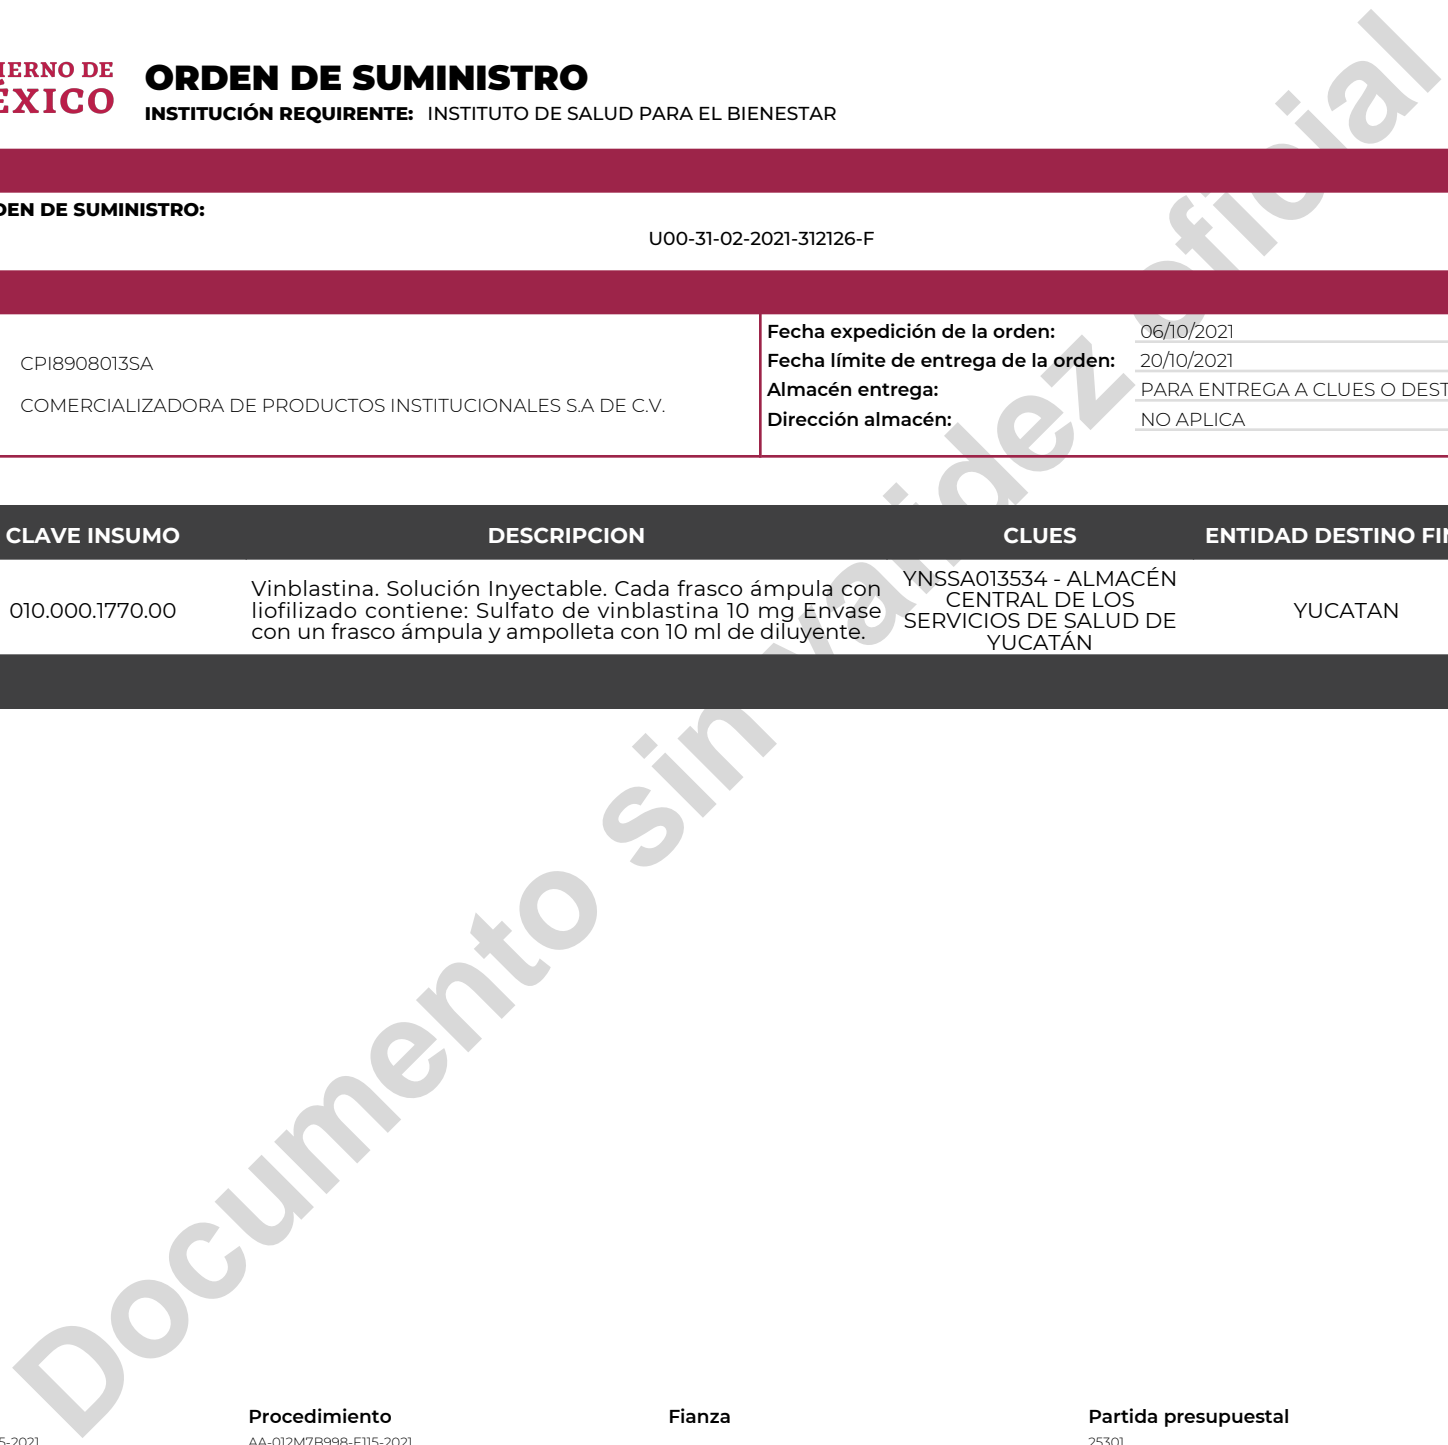 IERNO DE
ÉXICO
ORDEN DE SUMINISTRO
INSTITUCIÓN REQUIRENTE: INSTITUTO DE SALUD PARA EL BIENESTAR
DEN DE SUMINISTRO:
U00-31-02-2021-312126-F
CPI8908013SA
COMERCIALIZADORA DE PRODUCTOS INSTITUCIONALES S.A DE C.V.
Fecha expedición de la orden: 06/10/2021
Fecha límite de entrega de la orden: 20/10/2021
Almacén entrega: PARA ENTREGA A CLUES O DEST
Dirección almacén: NO APLICA
CLAVE INSUMO DESCRIPCION CLUES ENTIDAD DESTINO FIN
010.000.1770.00
Vinblastina. Solución Inyectable. Cada frasco ámpula con
liofilizado contiene: Sulfato de vinblastina 10 mg Envase
con un frasco ámpula y ampolleta con 10 ml de diluyente.
YNSSA013534 - ALMACÉN
CENTRAL DE LOS
SERVICIOS DE SALUD DE
YUCATÁN
YUCATAN
Documento sin validez oficial
Procedimiento Fianza Partida presupuestal
5-2021 AA-012M7B998-E115-2021 25301